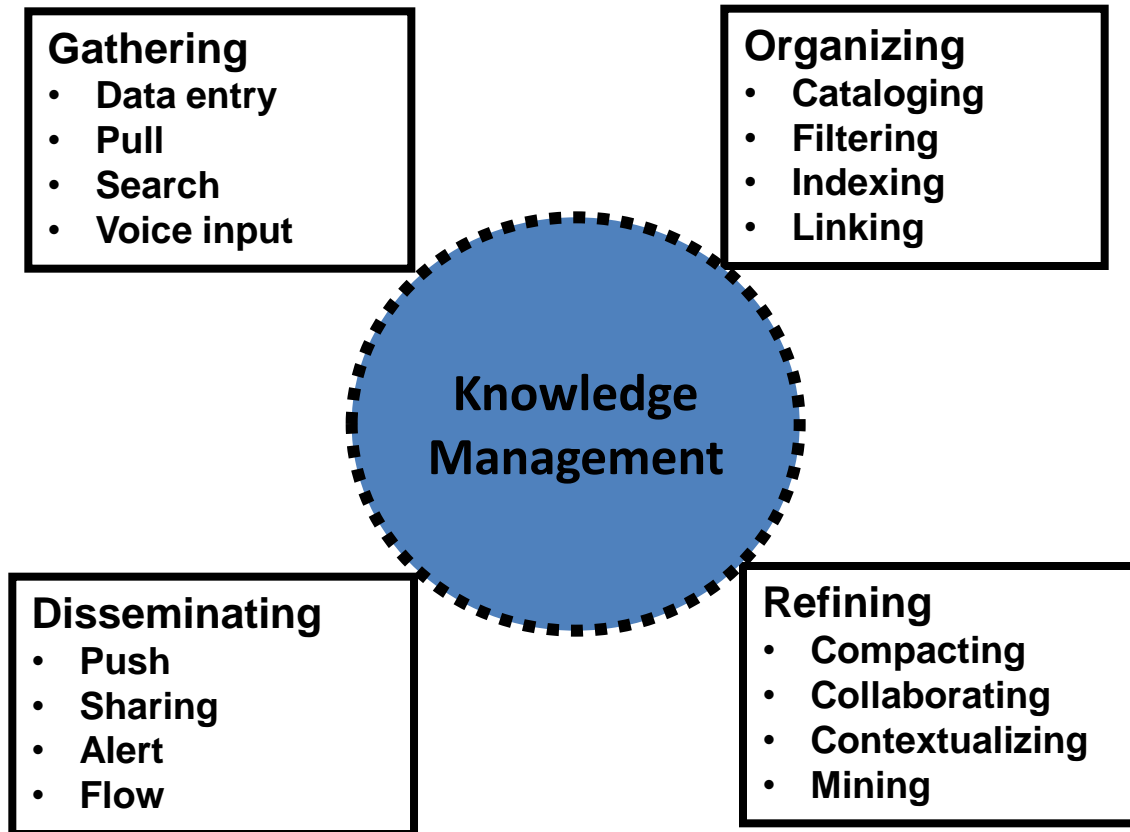 Gathering
• Data entry
• Pull
• Search
• Voice input
Organizing
• Cataloging
• Filtering
• Indexing
• Linking
Knowledge
Management
Disseminating
• Push
• Sharing
• Alert
• Flow
Refining
• Compacting
• Collaborating
• Contextualizing
• Mining